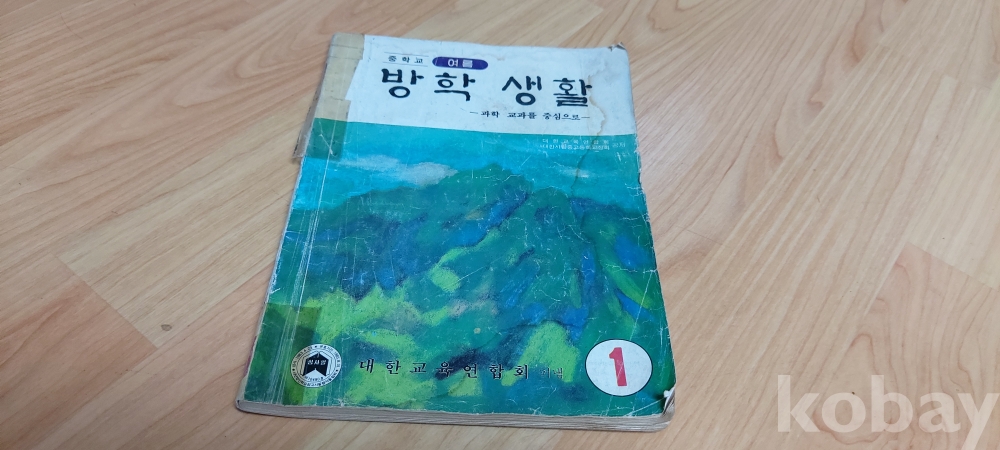 중학교 여름
방학 생활
—과학 교과를 중심으로—
대한교육연합회
1
kobay